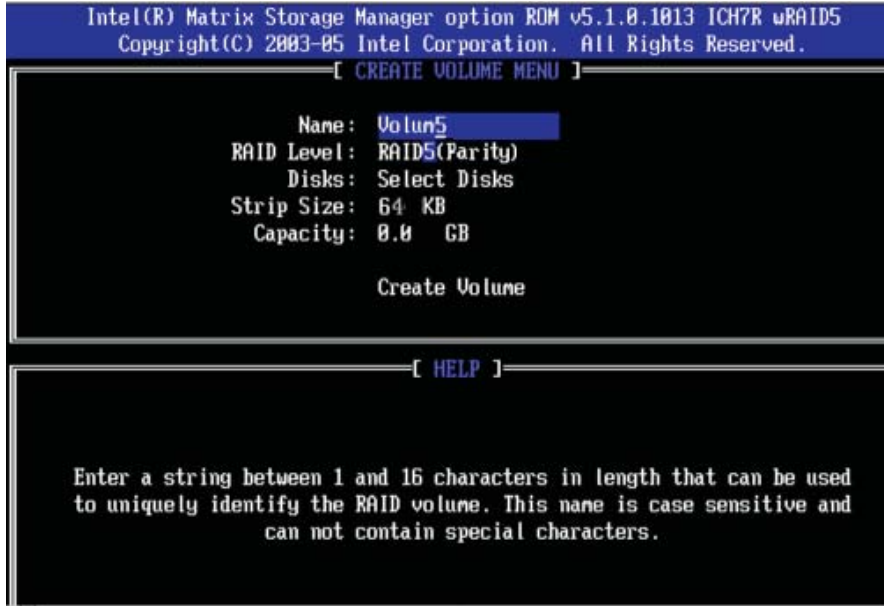 Intel(R) Matrix Storage Manager option ROM v5.1.0.1013 ICH7R wRAID5
Copyright(C) 2003-05 Intel Corporation. All Rights Reserved.
[ CREATE VOLUME MENU ]
Name: Volum5
RAID Level: RAID5(Parity)
Disks: Select Disks
Strip Size: 64 KB
Capacity: 0.0 GB
Create Volume
[ HELP ]
Enter a string between 1 and 16 characters in length that can be used
to uniquely identify the RAID volume. This name is case sensitive and
can not contain special characters.